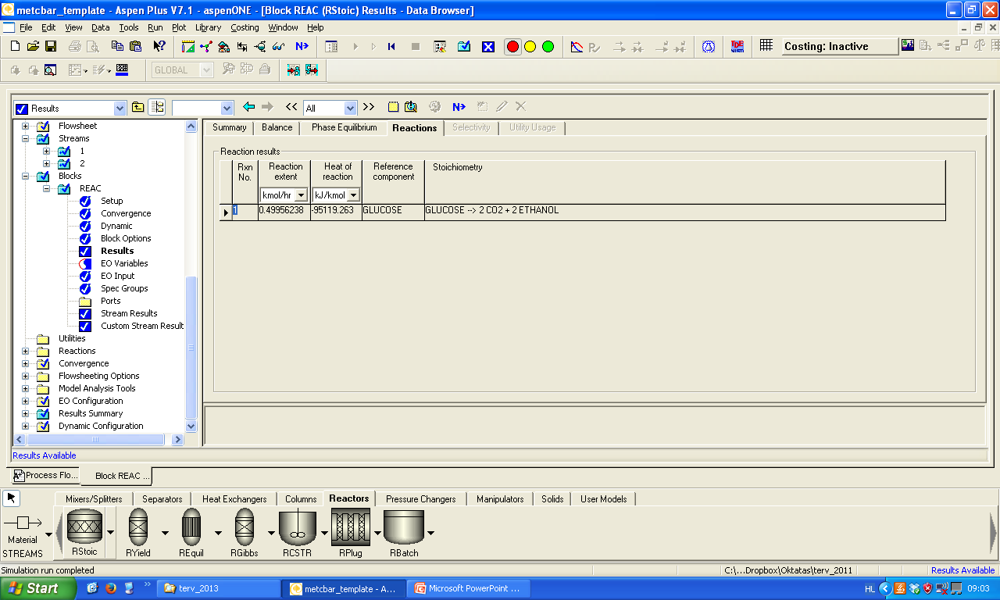 metcbar_template - Aspen Plus V7.1 - aspenONE - [Block REAC (RStoic) Results - Data Browser]
File Edit View Data Tools Run Plot Library Costing Window Help
N>
Costing: Inactive
GLOBAL
Results
<< All >> N>
Flowsheet
Streams
1
2
Blocks
REAC
Setup
Convergence
Dynamic
Block Options
Results
EO Variables
EO Input
Spec Groups
Ports
Stream Results
Custom Stream Result
Utilities
Reactions
Convergence
Flowsheeting Options
Model Analysis Tools
EO Configuration
Results Summary
Dynamic Configuration
Summary Balance Phase Equilibrium Reactions Selectivity Utility Usage
Reaction results
Rxn No. Reaction extent Heat of reaction Reference component Stoichiometry
kmol/hr kJ/kmol
1 0.49956238 -95119.263 GLUCOSE GLUCOSE --> 2 CO2 + 2 ETHANOL
Results Available
Process Flo... Block REAC ...
Mixers/Splitters Separators Heat Exchangers Columns Reactors Pressure Changers Manipulators Solids User Models
Material
STREAMS
RStoic RYield REquil RGibbs RCSTR RPlug RBatch
Simulation run completed C:\...Dropbox\Oktatas\terv_2011 Results Available
Start terv_2013 metcbar_template - A... Microsoft PowerPoint ... HL 09:03